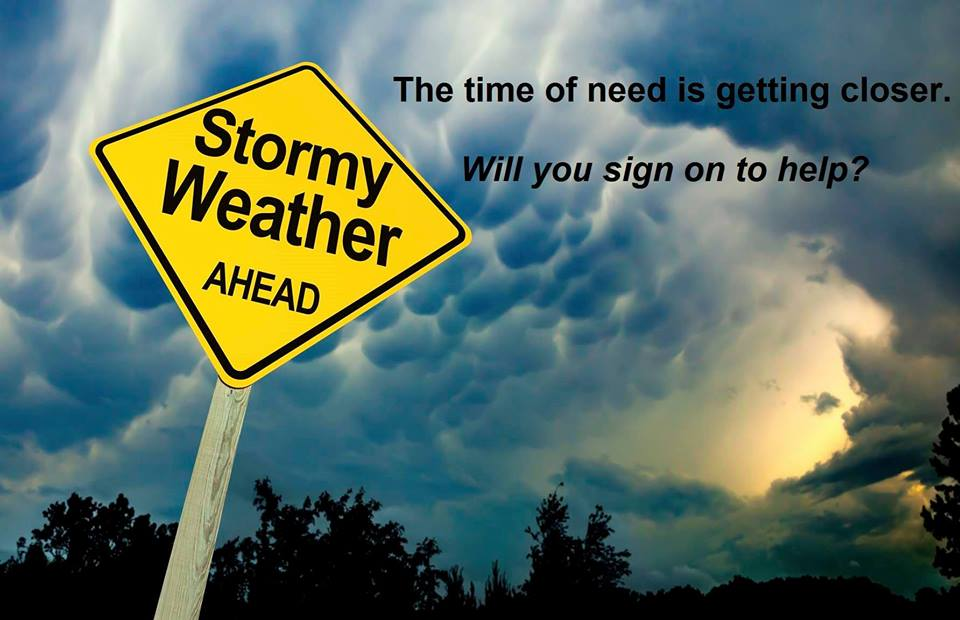 Stormy
Weather
AHEAD
The time of need is getting closer.
Will you sign on to help?